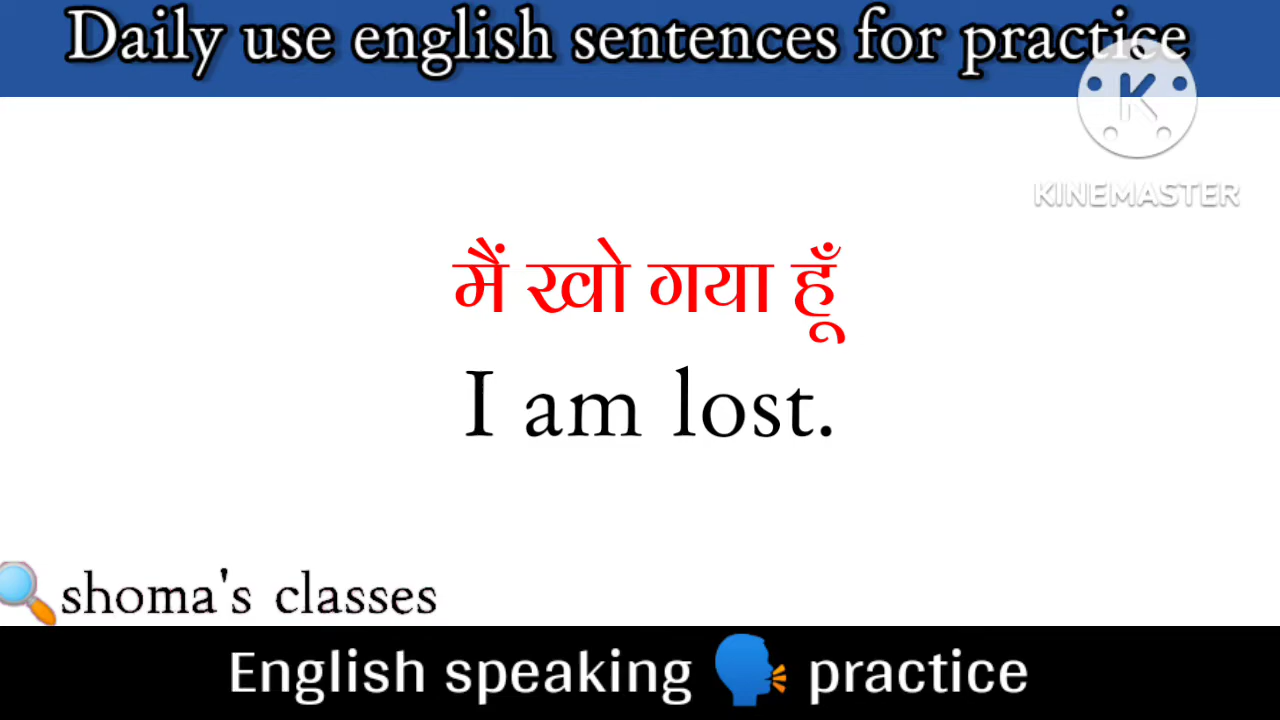 Daily use english sentences for practice
KINEMASTER
मैं खो गया हूँ
I am lost.
shoma's classes
English speaking practice